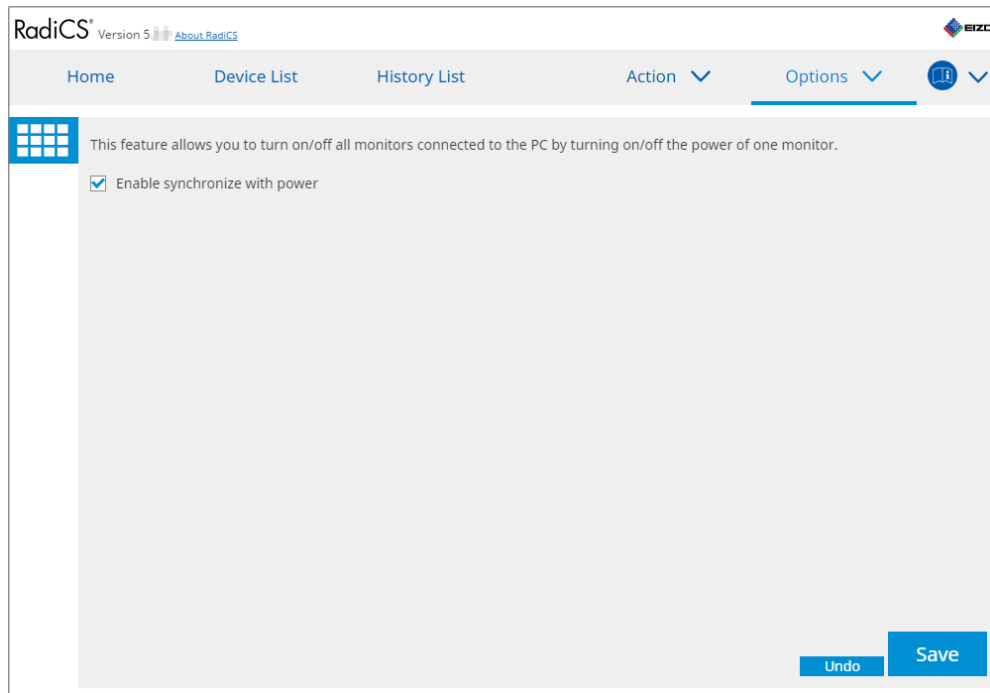 RadiCS® Version 5. About RadiCS
Home Device List History List Action Options
This feature allows you to turn on/off all monitors connected to the PC by turning on/off the power of one monitor.
Enable synchronize with power
Undo
Save